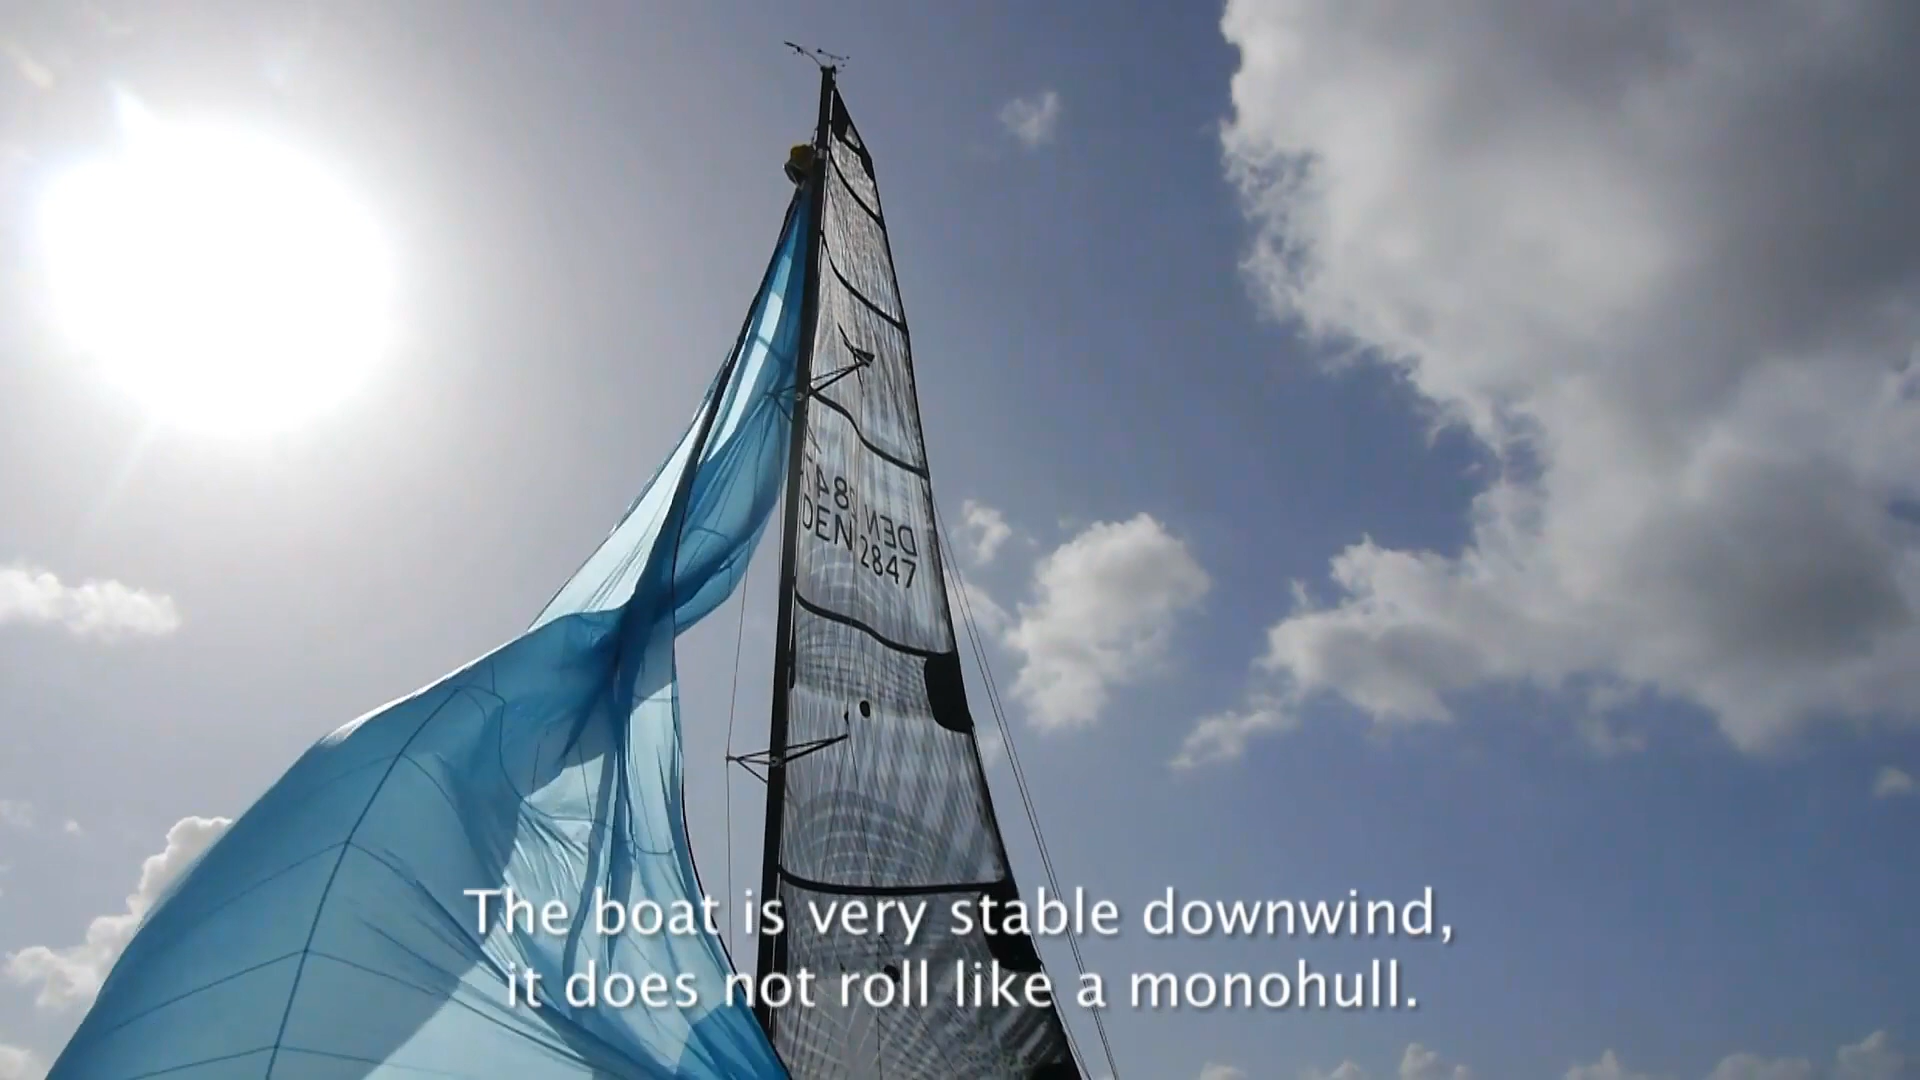 DEN
DEN
2847
The boat is very stable downwind,
it does not roll like a monohull.